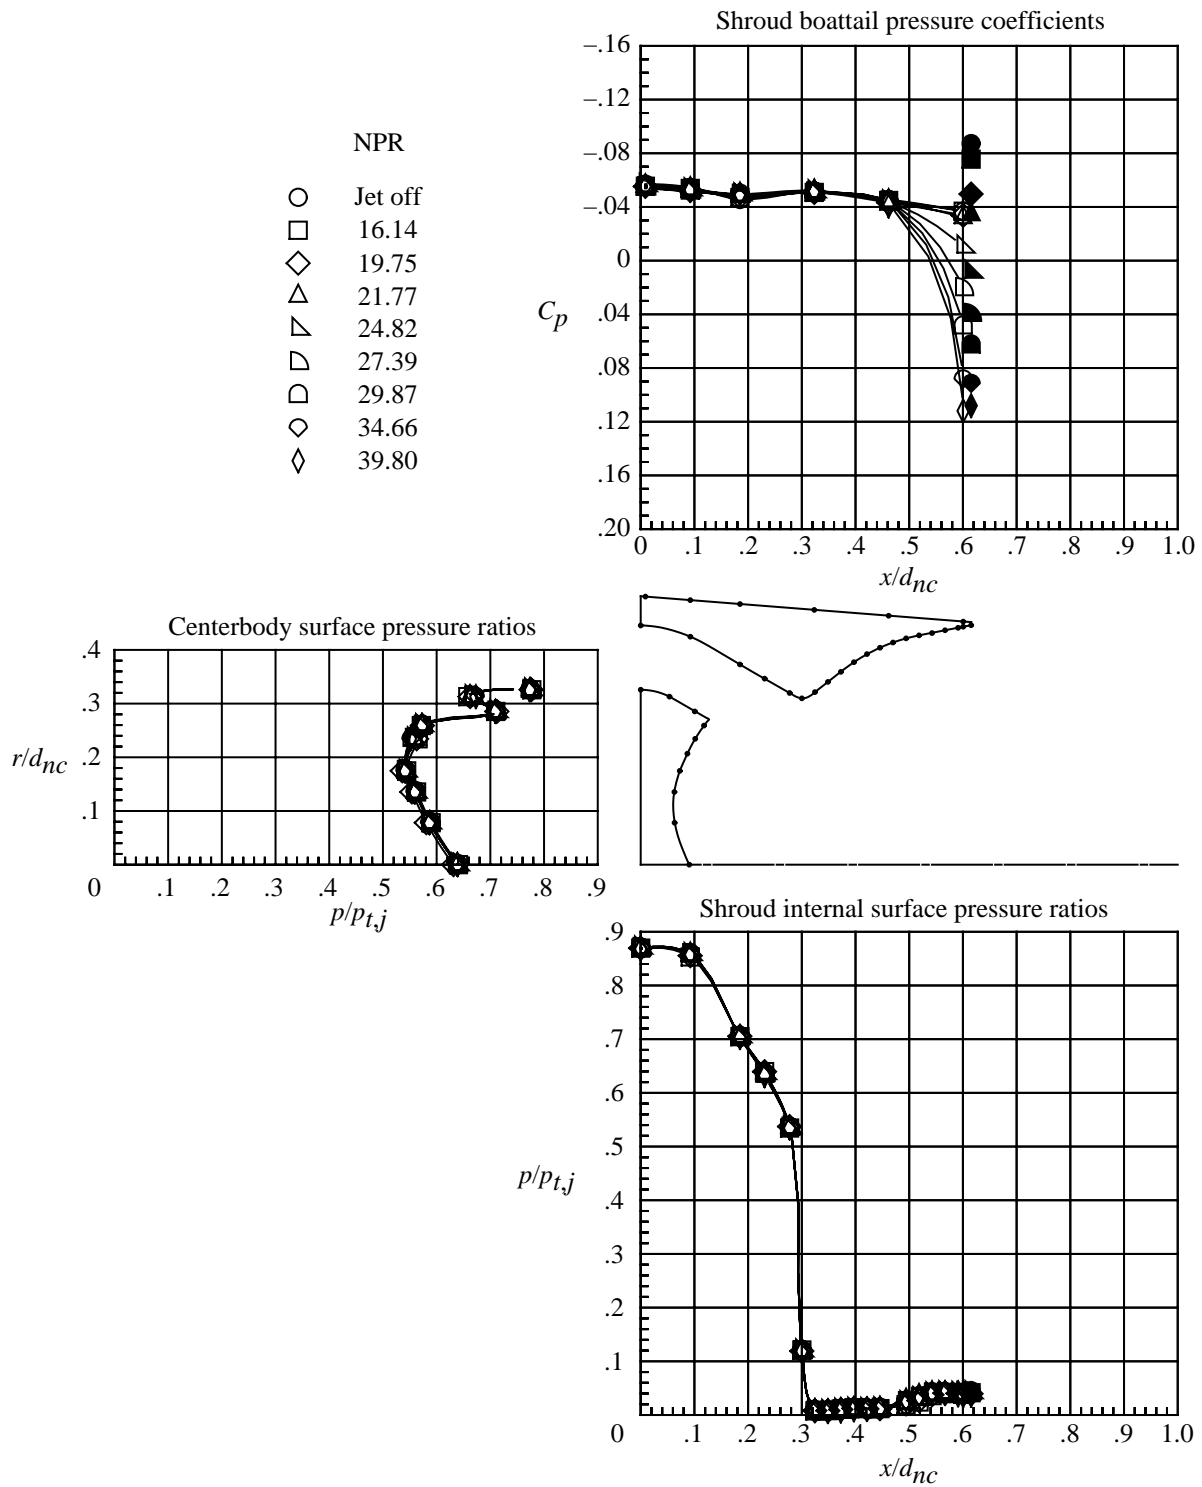 Shroud boattail pressure coefficients
–.16
–.12
–.08
–.04
0
.04
.08
.12
.16
.20
C_p
0 .1 .2 .3 .4 .5 .6 .7 .8 .9 1.0
x/d_nc
NPR
Jet off
16.14
19.75
21.77
24.82
27.39
29.87
34.66
39.80
Centerbody surface pressure ratios
.4
.3
.2
.1
r/d_nc
0 .1 .2 .3 .4 .5 .6 .7 .8 .9
p/p_t,j
Shroud internal surface pressure ratios
.9
.8
.7
.6
.5
.4
.3
.2
.1
p/p_t,j
0 .1 .2 .3 .4 .5 .6 .7 .8 .9 1.0
x/d_nc